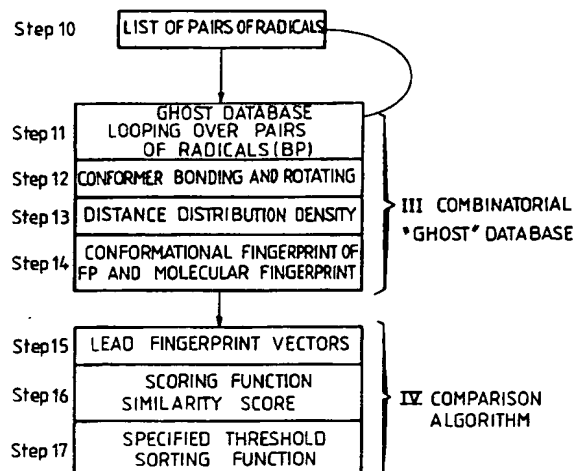 Step 10 LIST OF PAIRS OF RADICALS
Step 11 GHOST DATABASE
LOOPING OVER PAIRS
OF RADICALS (BP)
Step 12 CONFORMER BONDING AND ROTATING
Step 13 DISTANCE DISTRIBUTION DENSITY
Step 14 CONFORMATIONAL FINGERPRINT OF
FP AND MOLECULAR FINGERPRINT
III COMBINATORIAL
"GHOST" DATABASE
Step 15 LEAD FINGERPRINT VECTORS
Step 16 SCORING FUNCTION
SIMILARITY SCORE
Step 17 SPECIFIED THRESHOLD
SORTING FUNCTION
IV COMPARISON
ALGORITHM